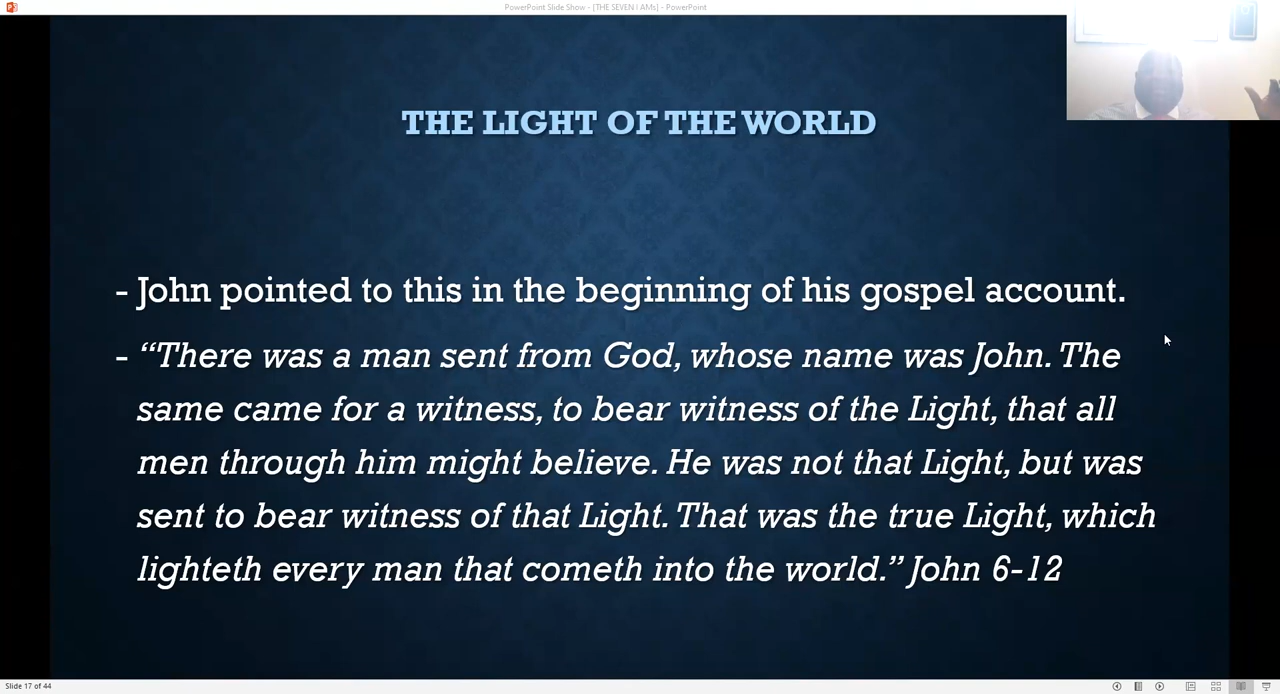 PowerPoint Slide Show - [THE SEVEN I AMs] - PowerPoint
THE LIGHT OF THE WORLD
- John pointed to this in the beginning of his gospel account.
- “There was a man sent from God, whose name was John. The
same came for a witness, to bear witness of the Light, that all
men through him might believe. He was not that Light, but was
sent to bear witness of that Light. That was the true Light, which
lighteth every man that cometh into the world.” John 6-12
Slide 17 of 44